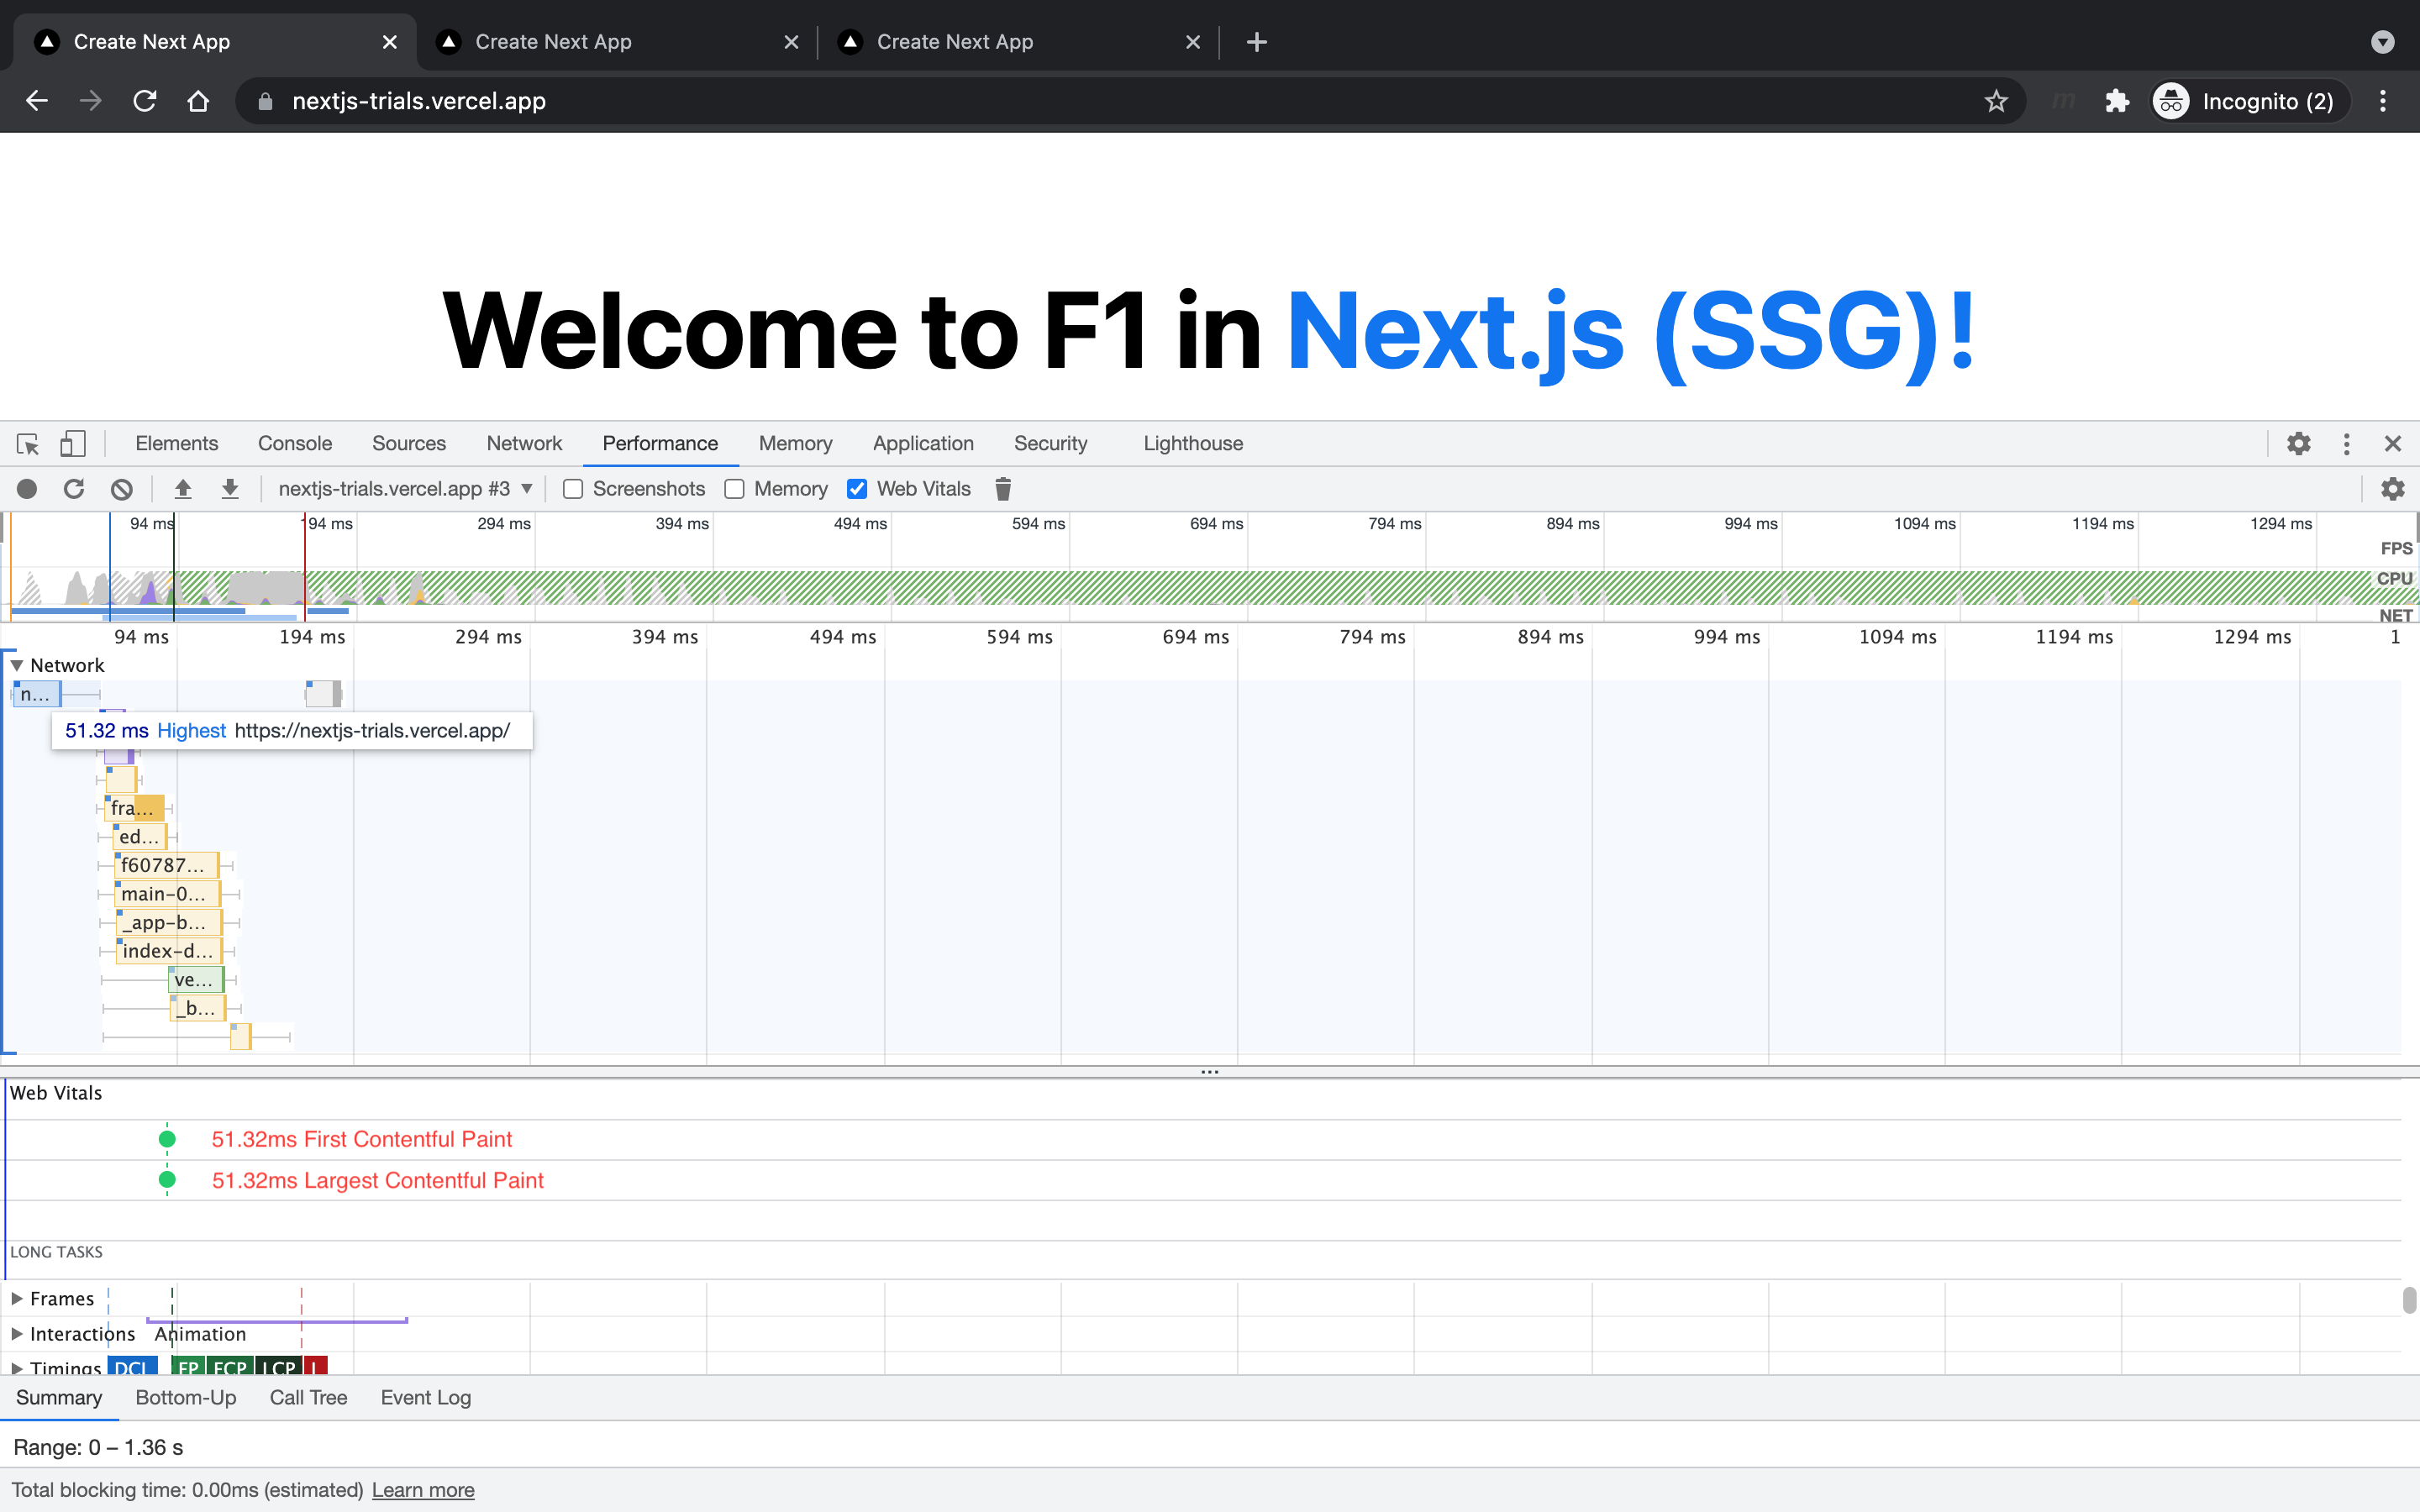 Create Next App
Create Next App
Create Next App
nextjs-trials.vercel.app
Incognito (2)
Welcome to F1 in Next.js (SSG)!
Elements Console Sources Network Performance Memory Application Security Lighthouse
nextjs-trials.vercel.app #3 Screenshots Memory Web Vitals
94 ms 194 ms 294 ms 394 ms 494 ms 594 ms 694 ms 794 ms 894 ms 994 ms 1094 ms 1194 ms 1294 ms
FPS
CPU
NET
94 ms 194 ms 294 ms 394 ms 494 ms 594 ms 694 ms 794 ms 894 ms 994 ms 1094 ms 1194 ms 1294 ms 1
Network
n...
51.32 ms Highest https://nextjs-trials.vercel.app/
fra...
ed...
f60787...
main-0...
_app-b...
index-d...
ve...
_b...
Web Vitals
51.32ms First Contentful Paint
51.32ms Largest Contentful Paint
LONG TASKS
Frames
Interactions Animation
Timings DCL FP FCP LCP L
Summary Bottom-Up Call Tree Event Log
Range: 0 – 1.36 s
Total blocking time: 0.00ms (estimated) Learn more